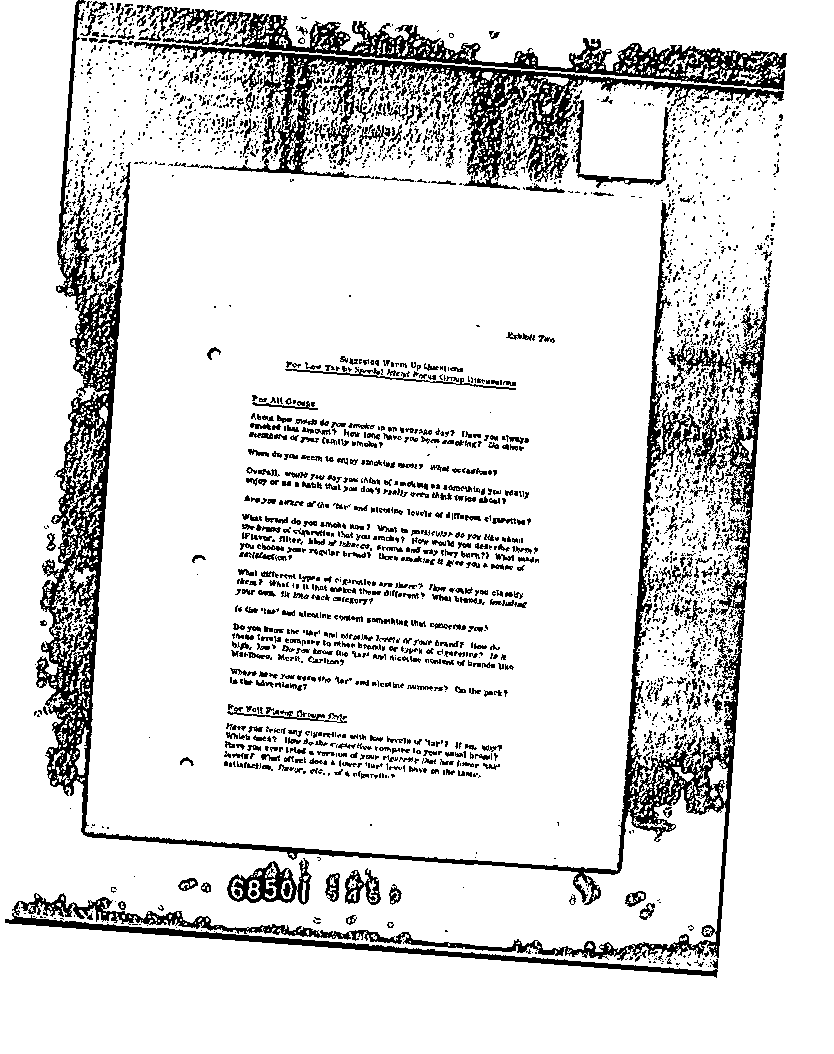 Exhibit Two
Suggested Warm Up Questions
For Low Tar by Special Merit Focus Group Discussions
For All Groups
About how much do you smoke in an average day? Have you always
smoked that amount? How long have you been smoking? Do other
members of your family smoke?
When do you seem to enjoy smoking most? What occasions?
Overall, would you say you think of smoking as something you really
enjoy or as a habit that you don't really even think twice about?
Are you aware of the 'tar' and nicotine levels of different cigarettes?
What brand do you smoke now? What in particular do you like about
the brand of cigarettes that you smoke? How would you describe them?
(Flavor, filter, kind of tobacco, aroma and way they burn?) What made
you choose your regular brand? Does smoking it give you a sense of
satisfaction?
What different types of cigarettes are there? How would you classify
them? What is it that makes these different? What brands, including
your own, fit into each category?
Is the 'tar' and nicotine content something that concerns you?
Do you know the 'tar' and nicotine levels of your brand? How do
these levels compare to other brands or types of cigarettes? Is it
high, low? Do you know the 'tar' and nicotine content of brands like
Marlboro, Merit, Carlton?
Where have you seen the 'tar' and nicotine numbers? On the pack?
In the advertising?
For Full Flavor Groups Only
Have you tried any cigarettes with low levels of 'tar'? If so, why?
Which ones? How do the cigarettes compare to your usual brand?
Have you ever tried a version of your cigarette that has lower 'tar'
levels? What effect does a lower 'tar' level have on the taste,
satisfaction, flavor, etc., of a cigarette?
68501